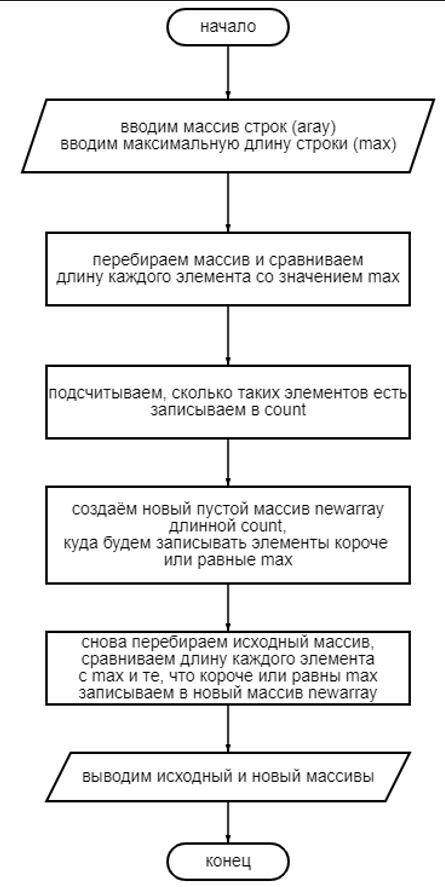 начало
вводим массив строк (aray)
вводим максимальную длину строки (max)
перебираем массив и сравниваем
длину каждого элемента со значением max
подсчитываем, сколько таких элементов есть
записываем в count
создаём новый пустой массив newarray
длинной count,
куда будем записывать элементы короче
или равные max
снова перебираем исходный массив,
сравниваем длину каждого элемента
с max и те, что короче или равны max
записываем в новый массив newarray
выводим исходный и новый массивы
конец